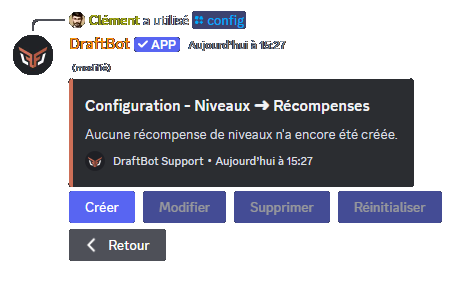 Clément a utilisé config
DraftBot ✓ APP Aujourd'hui à 15:27
(modifié)
Configuration - Niveaux ➜ Récompenses
Aucune récompense de niveaux n'a encore été créée.
DraftBot Support • Aujourd'hui à 15:27
Créer Modifier Supprimer Réinitialiser
Retour